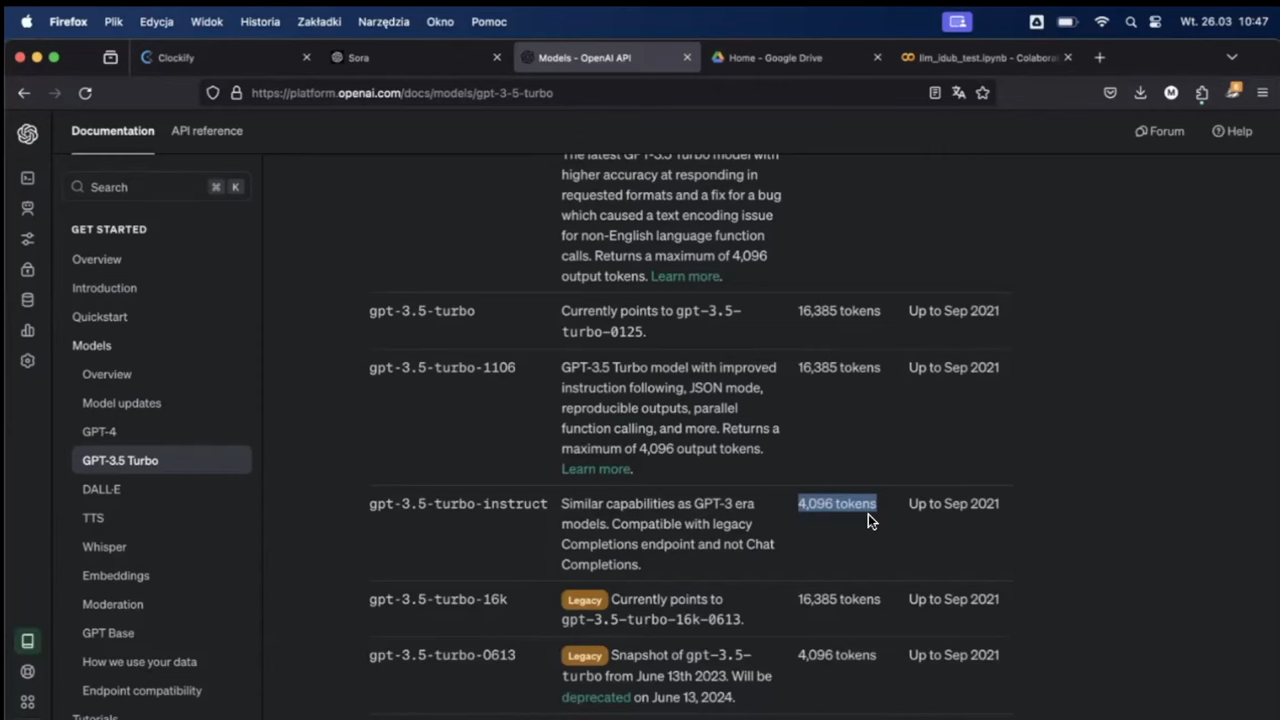 Firefox Plik Edycja Widok Historia Zakładki Narzędzia Okno Pomoc Wt. 26.03 10:47
Clockify Sora Models - OpenAI API Home - Google Drive llm_idub_test.ipynb - Colabora
https://platform.openai.com/docs/models/gpt-3-5-turbo
Documentation API reference Forum Help
Search ⌘ K
GET STARTED
Overview
Introduction
Quickstart
Models
Overview
Model updates
GPT-4
GPT-3.5 Turbo
DALL·E
TTS
Whisper
Embeddings
Moderation
GPT Base
How we use your data
Endpoint compatibility
Tutorials
The latest GPT-3.5 Turbo model with
higher accuracy at responding in
requested formats and a fix for a bug
which caused a text encoding issue
for non-English language function
calls. Returns a maximum of 4,096
output tokens. Learn more.
gpt-3.5-turbo Currently points to gpt-3.5- 16,385 tokens Up to Sep 2021
turbo-0125.
gpt-3.5-turbo-1106 GPT-3.5 Turbo model with improved 16,385 tokens Up to Sep 2021
instruction following, JSON mode,
reproducible outputs, parallel
function calling, and more. Returns a
maximum of 4,096 output tokens.
Learn more.
gpt-3.5-turbo-instruct Similar capabilities as GPT-3 era 4,096 tokens Up to Sep 2021
models. Compatible with legacy
Completions endpoint and not Chat
Completions.
gpt-3.5-turbo-16k Legacy Currently points to 16,385 tokens Up to Sep 2021
gpt-3.5-turbo-16k-0613.
gpt-3.5-turbo-0613 Legacy Snapshot of gpt-3.5- 4,096 tokens Up to Sep 2021
turbo from June 13th 2023. Will be
deprecated on June 13, 2024.